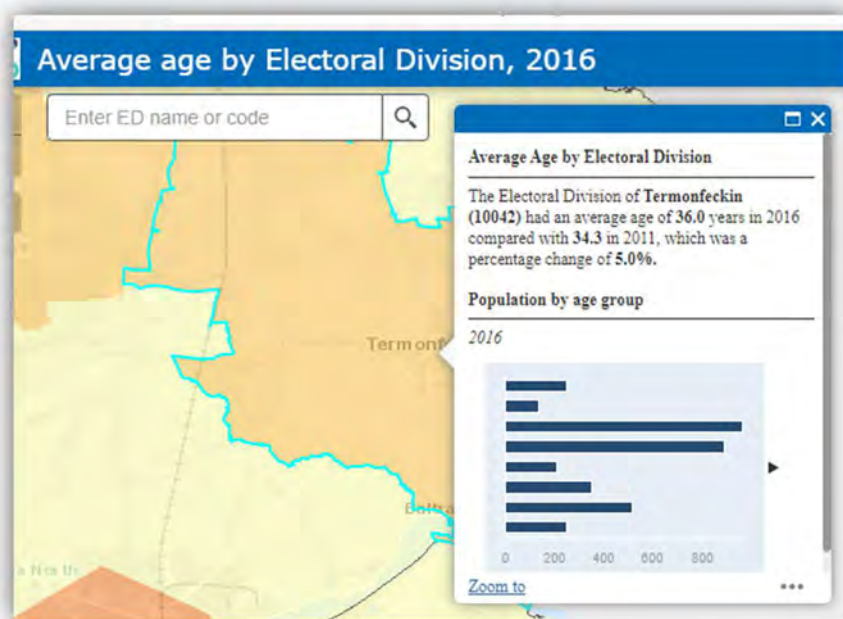 Average age by Electoral Division, 2016
Enter ED name or code
Average Age by Electoral Division
The Electoral Division of Termonfeckin
(10042) had an average age of 36.0 years in 2016
compared with 34.3 in 2011, which was a
percentage change of 5.0%.
Population by age group
2016
Termonf
Baltra
a North
0 200 400 600 800
Zoom to